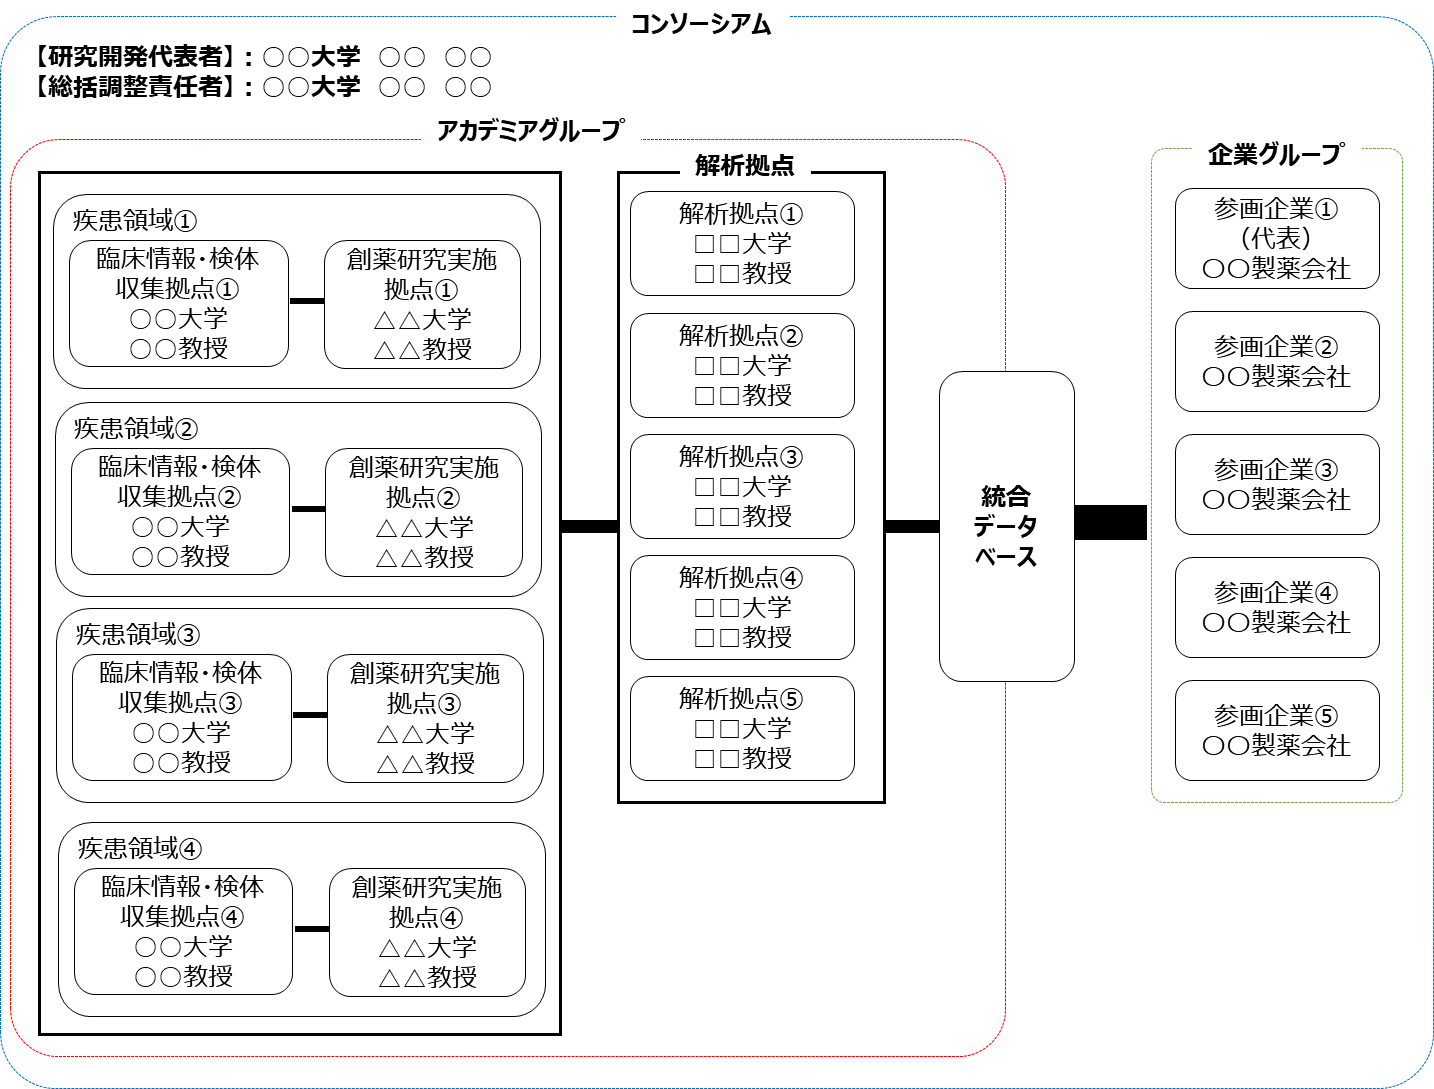 コンソーシアム
【研究開発代表者】:○○大学 ○○ ○○
【総括調整責任者】:○○大学 ○○ ○○
アカデミアグループ
疾患領域①
臨床情報・検体
収集拠点①
○○大学
○○教授
創薬研究実施
拠点①
△△大学
△△教授
疾患領域②
臨床情報・検体
収集拠点②
○○大学
○○教授
創薬研究実施
拠点②
△△大学
△△教授
疾患領域③
臨床情報・検体
収集拠点③
○○大学
○○教授
創薬研究実施
拠点③
△△大学
△△教授
疾患領域④
臨床情報・検体
収集拠点④
○○大学
○○教授
創薬研究実施
拠点④
△△大学
△△教授
解析拠点
解析拠点①
□□大学
□□教授
解析拠点②
□□大学
□□教授
解析拠点③
□□大学
□□教授
解析拠点④
□□大学
□□教授
解析拠点⑤
□□大学
□□教授
統合
データ
ベース
企業グループ
参画企業①
(代表)
〇〇製薬会社
参画企業②
〇〇製薬会社
参画企業③
〇〇製薬会社
参画企業④
〇〇製薬会社
参画企業⑤
〇〇製薬会社